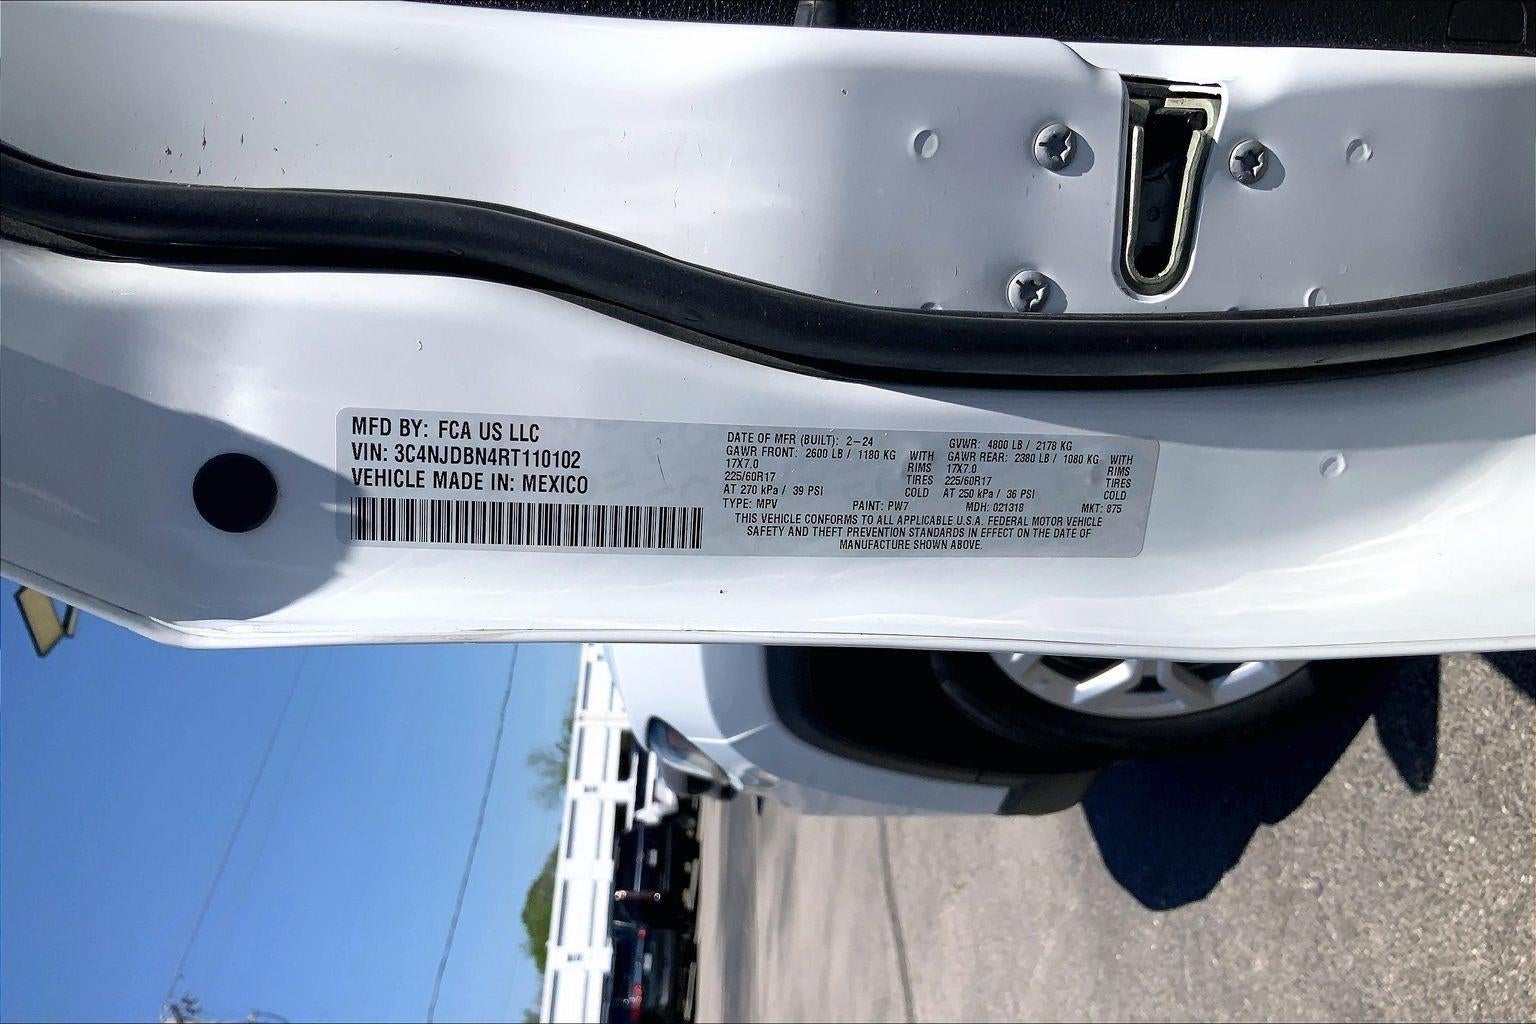 MFD BY: FCA US LLC
VIN: 3C4NJDBN4RT110102
VEHICLE MADE IN: MEXICO
DATE OF MFR (BUILT): 2-24
GAWR FRONT: 2600 LB / 1180 KG WITH
17X7.0 RIMS
225/60R17 TIRES
AT 270 kPa / 39 PSI COLD
GVWR: 4800 LB / 2178 KG
GAWR REAR: 2380 LB / 1080 KG WITH
17X7.0 RIMS
225/60R17 TIRES
AT 250 kPa / 36 PSI COLD
TYPE: MPV PAINT: PW7 MDH: 021318 MKT: 875
THIS VEHICLE CONFORMS TO ALL APPLICABLE U.S.A. FEDERAL MOTOR VEHICLE
SAFETY AND THEFT PREVENTION STANDARDS IN EFFECT ON THE DATE OF
MANUFACTURE SHOWN ABOVE.